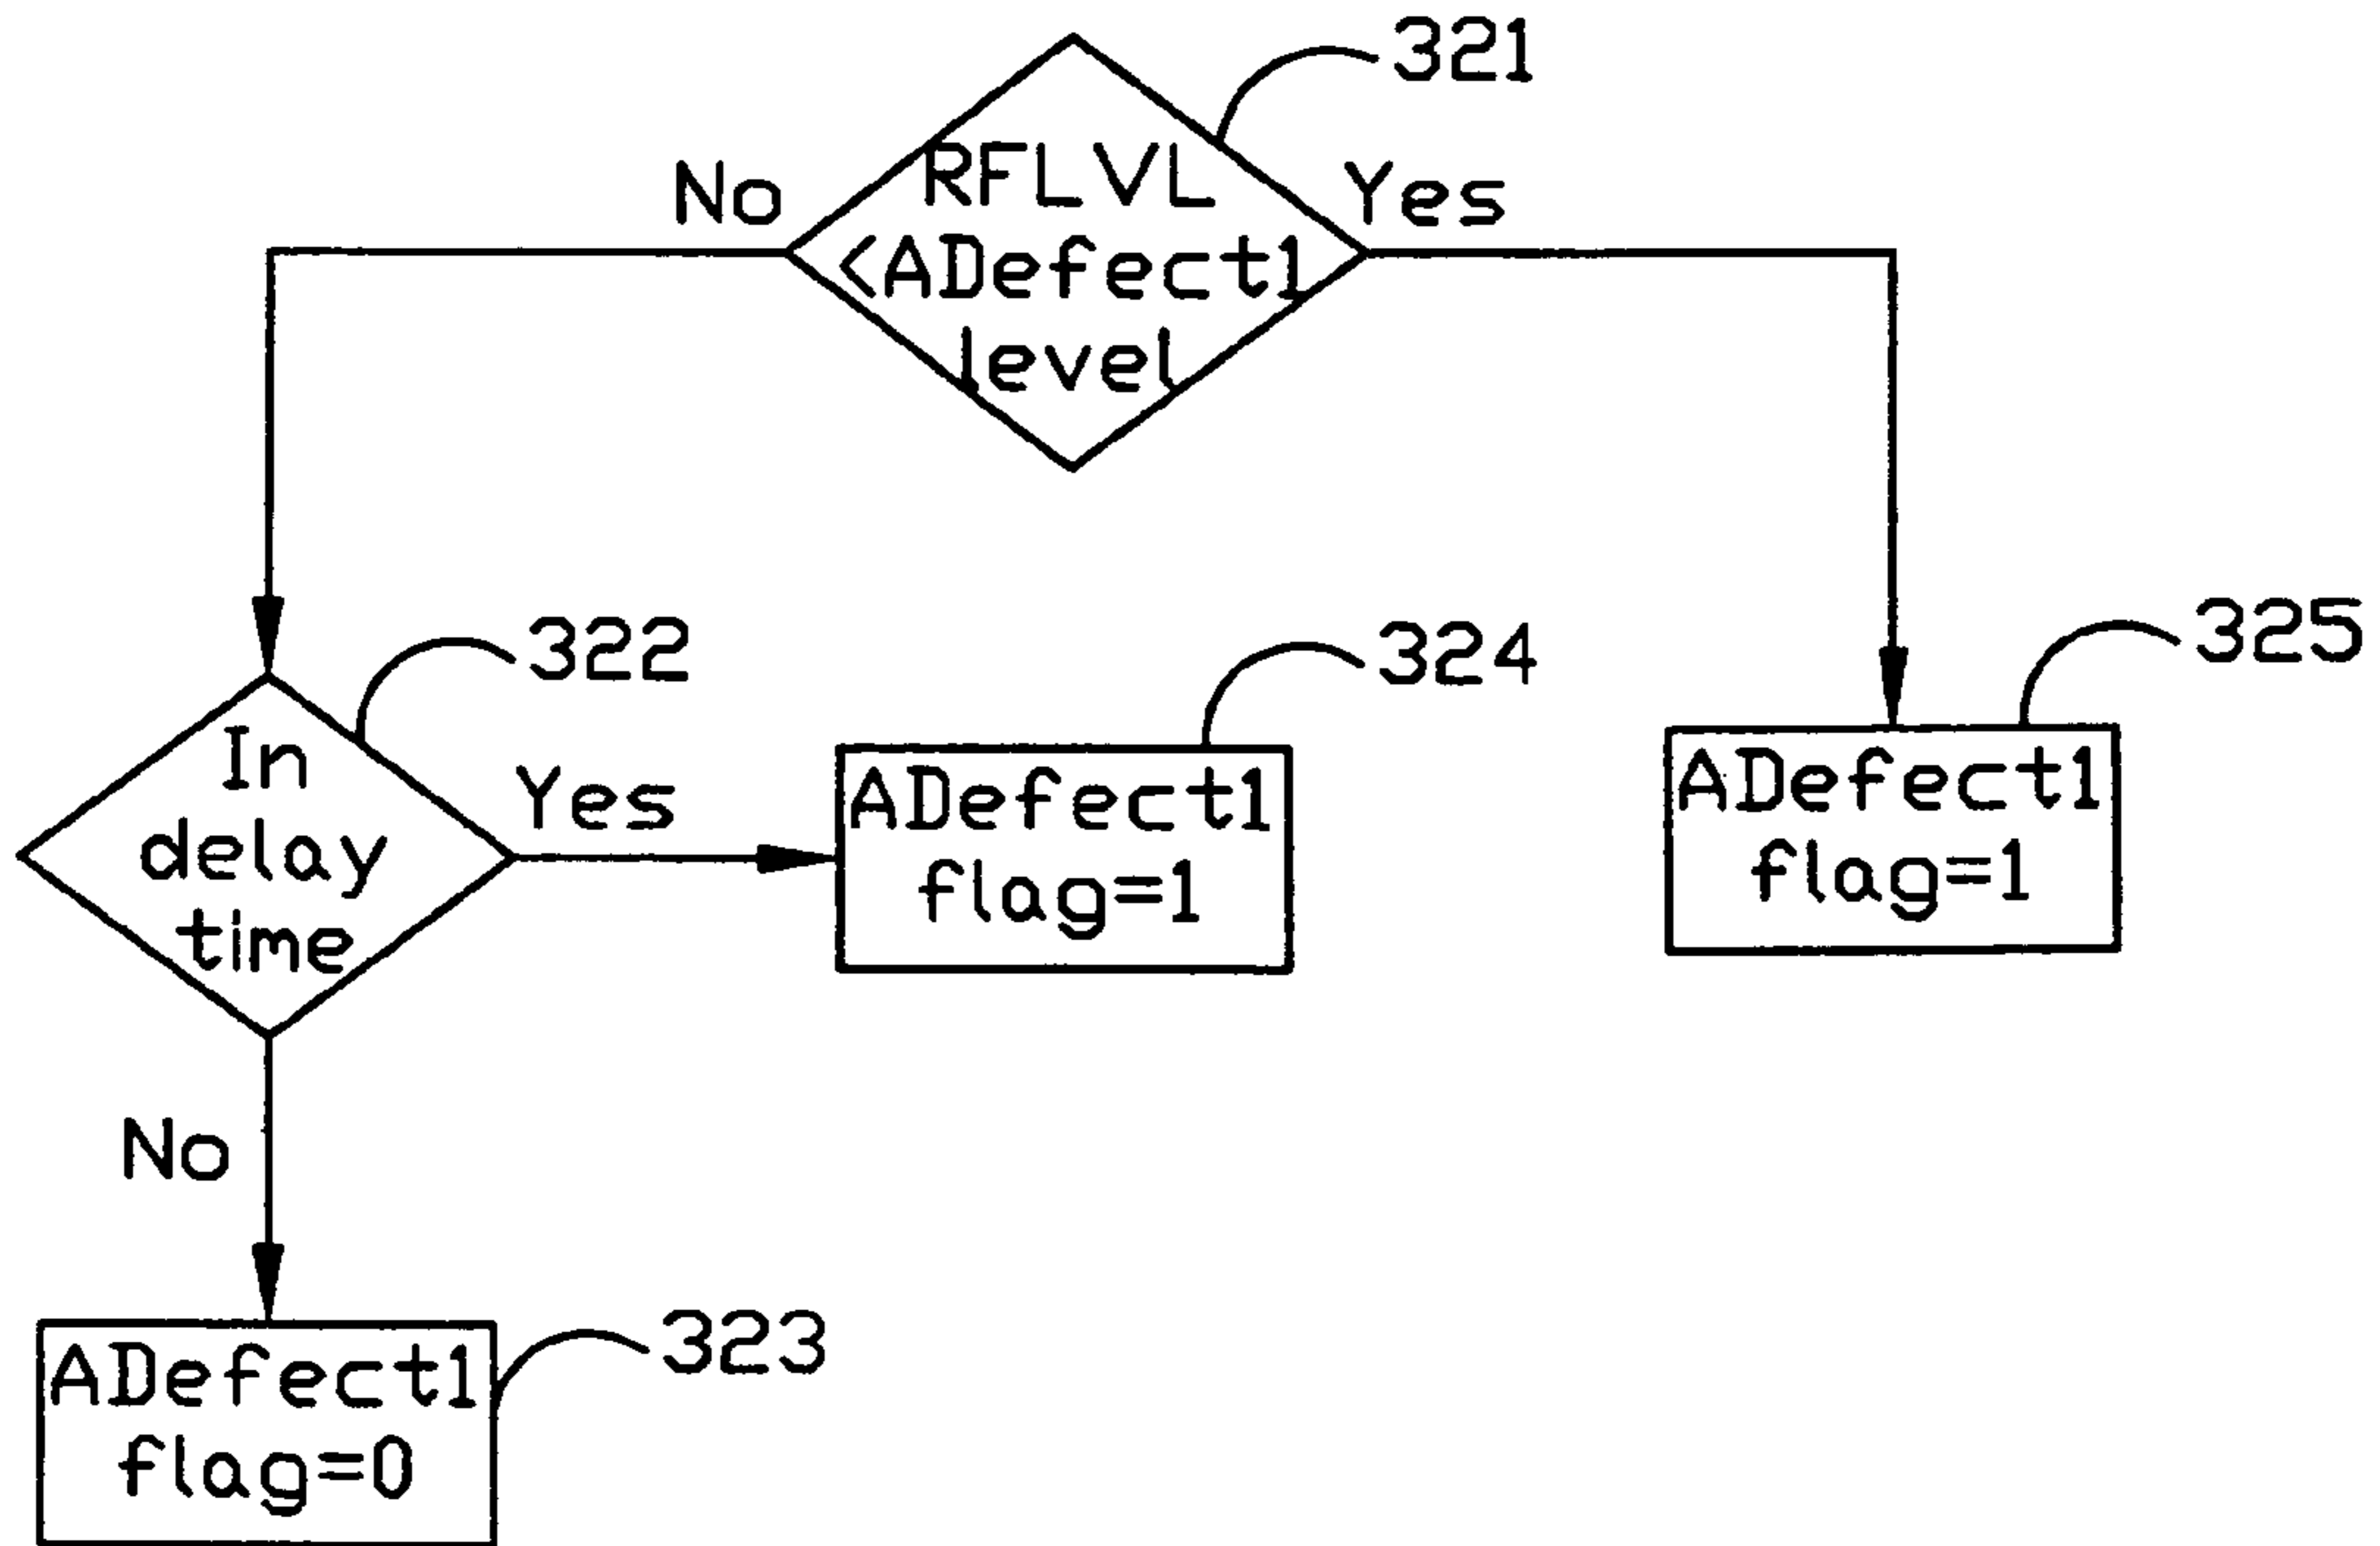 321
No
RFLVL
<ADefect1
level
Yes
322
324
325
In
delay
time
Yes
ADefect1
flag=1
ADefect1
flag=1
No
323
ADefect1
flag=0